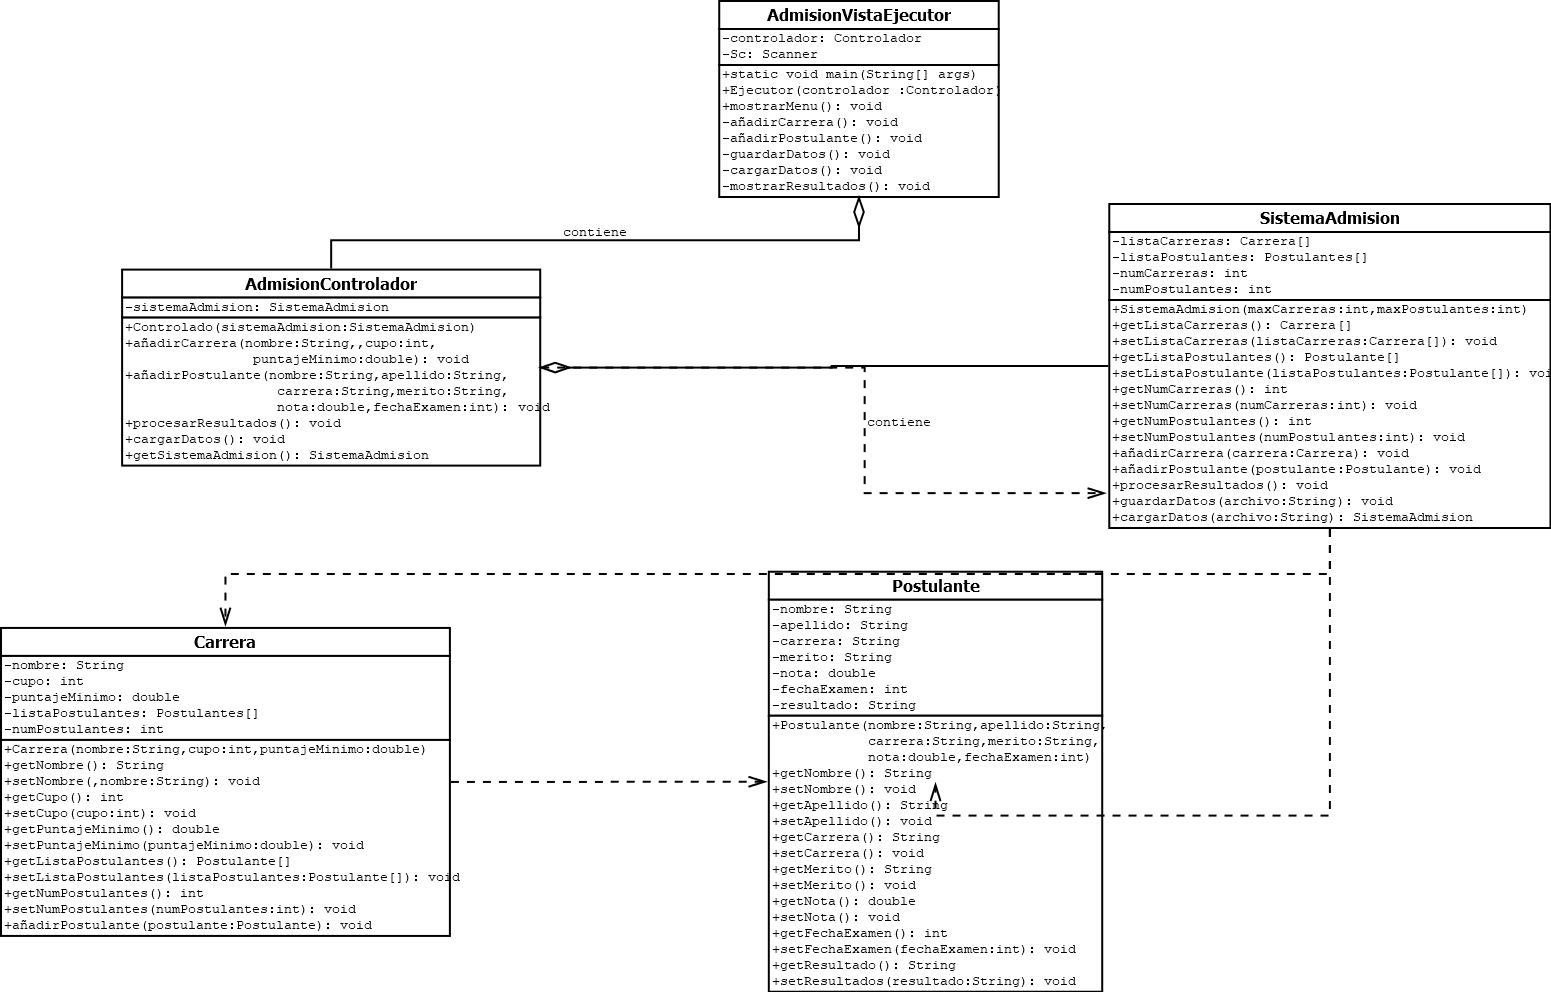 AdmisionVistaEjecutor
-controlador: Controlador
-Sc: Scanner
+static void main(String[] args)
+Ejecutor(controlador :Controlador)
+mostrarMenu(): void
-añadirCarrera(): void
-añadirPostulante(): void
-guardarDatos(): void
-cargarDatos(): void
-mostrarResultados(): void
contiene
AdmisionControlador
-sistemaAdmision: SistemaAdmision
+Controlado(sistemaAdmision:SistemaAdmision)
+añadirCarrera(nombre:String,,cupo:int,
puntajeMinimo:double): void
+añadirPostulante(nombre:String,apellido:String,
carrera:String,merito:String,
nota:double,fechaExamen:int): void
+procesarResultados(): void
+cargarDatos(): void
+getSistemaAdmision(): SistemaAdmision
contiene
SistemaAdmision
-listaCarreras: Carrera[]
-listaPostulantes: Postulantes[]
-numCarreras: int
-numPostulantes: int
+SistemaAdmision(maxCarreras:int,maxPostulantes:int)
+getListaCarreras(): Carrera[]
+setListaCarreras(listaCarreras:Carrera[]): void
+getListaPostulantes(): Postulante[]
+setListaPostulante(listaPostulantes:Postulante[]): voi
+getNumCarreras(): int
+setNumCarreras(numCarreras:int): void
+getNumPostulantes(): int
+setNumPostulantes(numPostulantes:int): void
+añadirCarrera(carrera:Carrera): void
+añadirPostulante(postulante:Postulante): void
+procesarResultados(): void
+guardarDatos(archivo:String): void
+cargarDatos(archivo:String): SistemaAdmision
Carrera
-nombre: String
-cupo: int
-puntajeMinimo: double
-listaPostulantes: Postulantes[]
-numPostulantes: int
+Carrera(nombre:String,cupo:int,puntajeMinimo:double)
+getNombre(): String
+setNombre(,nombre:String): void
+getCupo(): int
+setCupo(cupo:int): void
+getPuntajeMinimo(): double
+setPuntajeMinimo(puntajeMinimo:double): void
+getListaPostulantes(): Postulante[]
+setListaPostulantes(listaPostulantes:Postulante[]): void
+getNumPostulantes(): int
+setNumPostulantes(numPostulantes:int): void
+añadirPostulante(postulante:Postulante): void
Postulante
-nombre: String
-apellido: String
-carrera: String
-merito: String
-nota: double
-fechaExamen: int
-resultado: String
+Postulante(nombre:String,apellido:String,
carrera:String,merito:String,
nota:double,fechaExamen:int)
+getNombre(): String
+setNombre(): void
+getApellido(): String
+setApellido(): void
+getCarrera(): String
+setCarrera(): void
+getMerito(): String
+setMerito(): void
+getNota(): double
+setNota(): void
+getFechaExamen(): int
+setFechaExamen(fechaExamen:int): void
+getResultado(): String
+setResultados(resultado:String): void